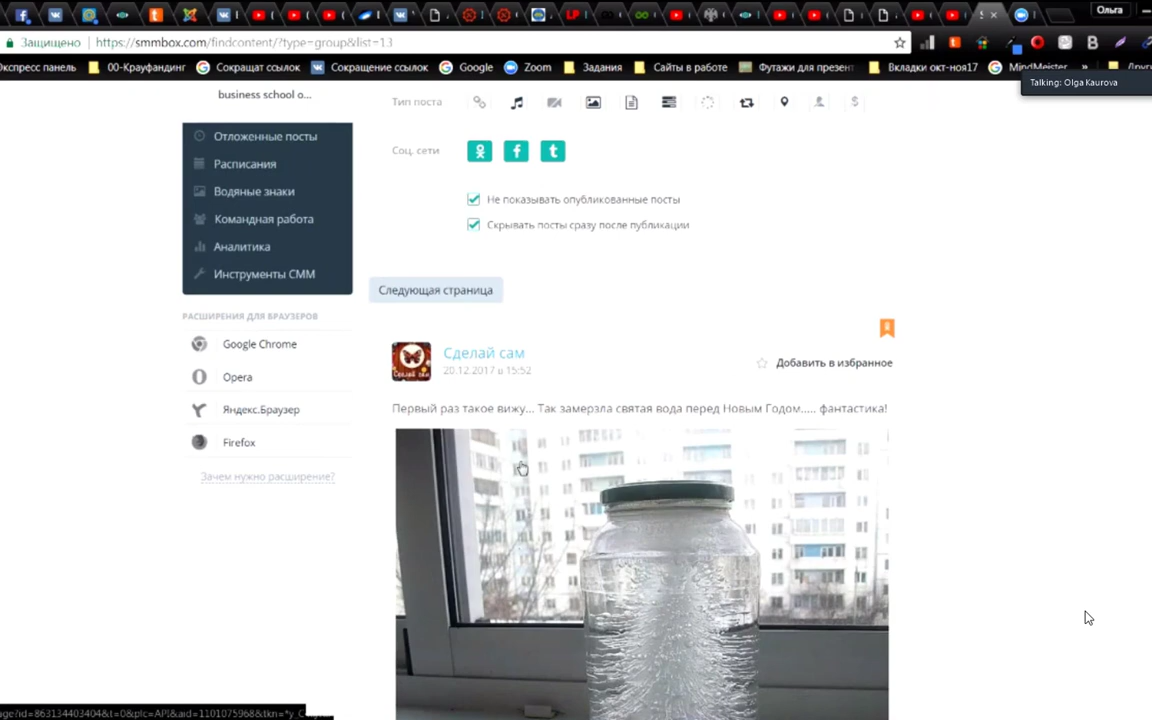 Ольга
Защищено https://smmbox.com/findcontent/?type=group&list=13
Экспресс панель 00-Крауфандинг Сокращат ссылок Сокращение ссылок Google Zoom Задания Сайты в работе Футажи для презент Вкладки окт-ноя17 MindMeister »
Talking: Olga Kaurova
business school o...
Тип поста
Отложенные посты
Расписания
Водяные знаки
Командная работа
Аналитика
Инструменты СММ
Соц. сети
Не показывать опубликованные посты
Скрывать посты сразу после публикации
Следующая страница
РАСШИРЕНИЯ ДЛЯ БРАУЗЕРОВ
Google Chrome
Opera
Яндекс.Браузер
Firefox
Зачем нужно расширение?
Сделай сам
20.12.2017 в 15:52
Добавить в избранное
Первый раз такое вижу... Так замерзла святая вода перед Новым Годом..... фантастика!